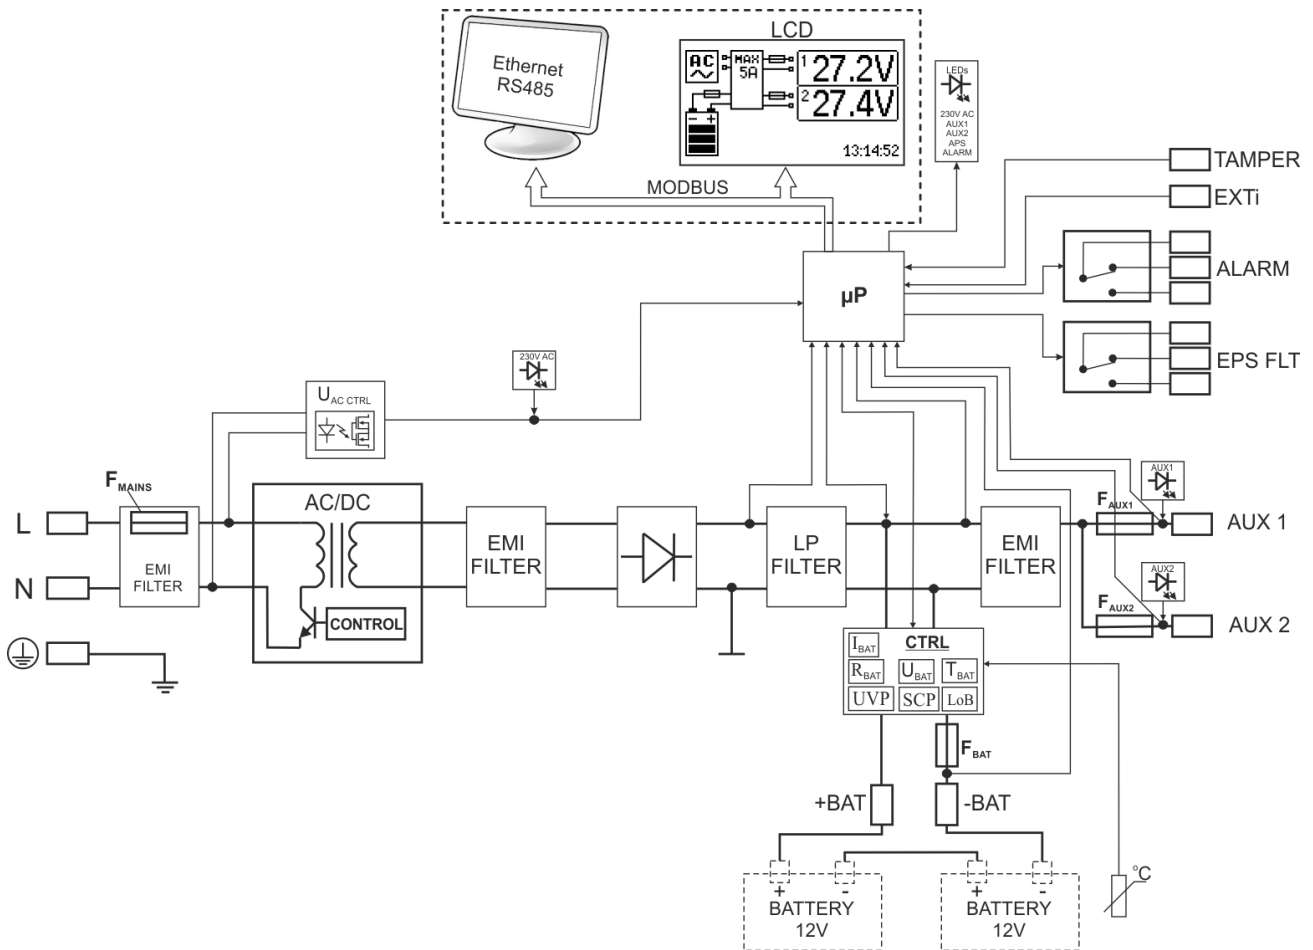 LCD
Ethernet
RS485
AC
MAX
5A
1 27.2V
2 27.4V
- +
13:14:52
LEDs
230V AC
AUX1
AUX2
APS
ALARM
MODBUS
TAMPER
EXTi
ALARM
EPS FLT
µP
230V AC
U AC CTRL
F MAINS
L
N
EMI
FILTER
AC/DC
CONTROL
EMI
FILTER
LP
FILTER
EMI
FILTER
AUX1
F AUX1
AUX 1
AUX2
F AUX2
AUX 2
CTRL
I BAT
R BAT
U BAT
T BAT
UVP
SCP
LoB
F BAT
+BAT
-BAT
°C
+ -
BATTERY
12V
+ -
BATTERY
12V